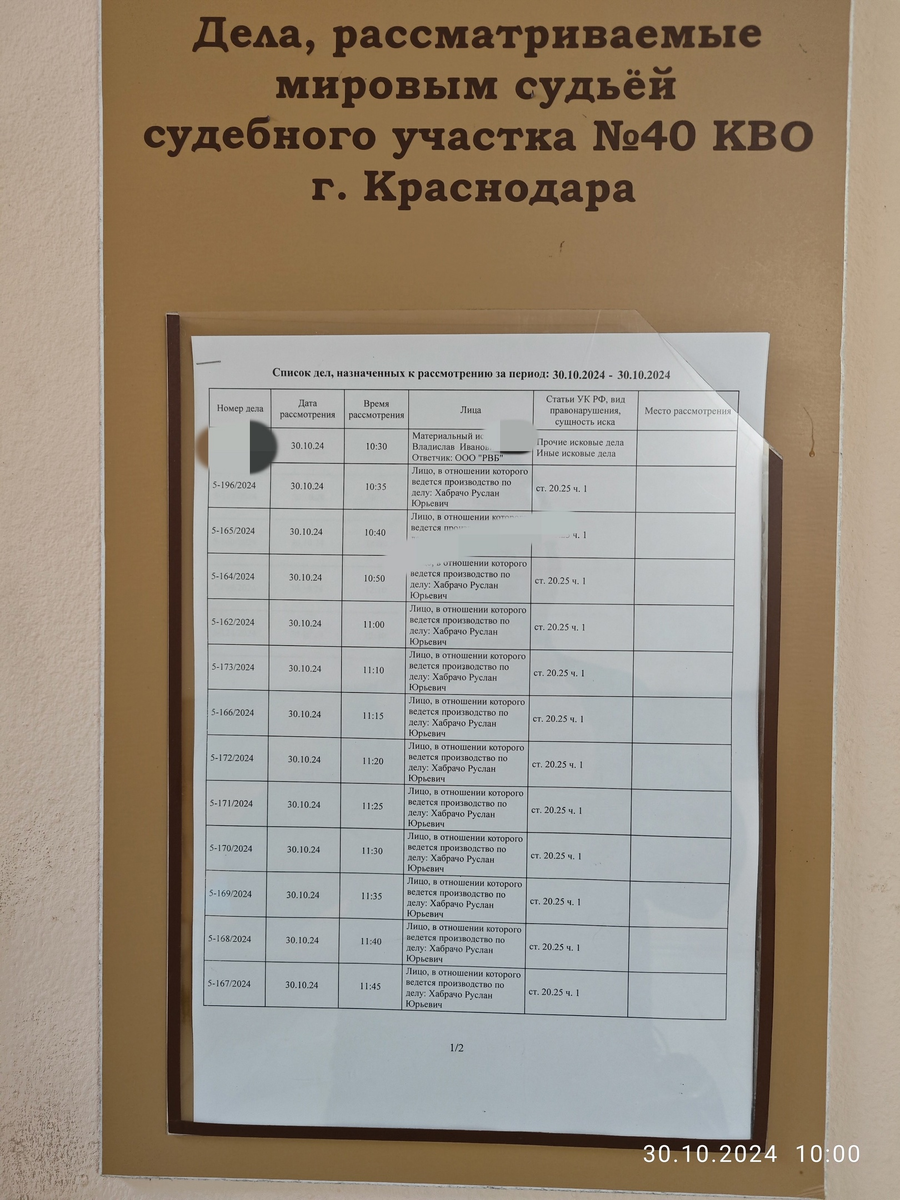 Дела, рассматриваемые
мировым судьёй
судебного участка №40 КВО
г. Краснодара
Список дел, назначенных к рассмотрению за период: 30.10.2024 - 30.10.2024
Номер дела
Дата
рассмотрения
Время
рассмотрения
Лица
Статьи УК РФ, вид
правонарушения,
сущность иска
Место рассмотрения
30.10.24
10:30
Материальный
Владислав
Ответчик: ООО "РВБ"
Прочие исковые дела
Иные исковые дела
5-196/2024
30.10.24
10:35
Лицо, в отношении которого
ведется производство по
делу: Хабрачо Руслан
Юрьевич
ст. 20.25 ч. 1
5-165/2024
30.10.24
10:40
Лицо, в отношении
ведется
ч. 1
5-164/2024
30.10.24
10:50
отношении которого
ведется производство по
делу: Хабрачо Руслан
Юрьевич
ст. 20.25 ч. 1
5-162/2024
30.10.24
11:00
Лицо, в отношении которого
ведется производство по
делу: Хабрачо Руслан
Юрьевич
ст. 20.25 ч. 1
5-173/2024
30.10.24
11:10
Лицо, в отношении которого
ведется производство по
делу: Хабрачо Руслан
Юрьевич
ст. 20.25 ч. 1
5-166/2024
30.10.24
11:15
Лицо, в отношении которого
ведется производство по
делу: Хабрачо Руслан
Юрьевич
ст. 20.25 ч. 1
5-172/2024
30.10.24
11:20
Лицо, в отношении которого
ведется производство по
делу: Хабрачо Руслан
Юрьевич
ст. 20.25 ч. 1
5-171/2024
30.10.24
11:25
Лицо, в отношении которого
ведется производство по
делу: Хабрачо Руслан
Юрьевич
ст. 20.25 ч. 1
5-170/2024
30.10.24
11:30
Лицо, в отношении которого
ведется производство по
делу: Хабрачо Руслан
Юрьевич
ст. 20.25 ч. 1
5-169/2024
30.10.24
11:35
Лицо, в отношении которого
ведется производство по
делу: Хабрачо Руслан
Юрьевич
ст. 20.25 ч. 1
5-168/2024
30.10.24
11:40
Лицо, в отношении которого
ведется производство по
делу: Хабрачо Руслан
Юрьевич
ст. 20.25 ч. 1
5-167/2024
30.10.24
11:45
Лицо, в отношении которого
ведется производство по
делу: Хабрачо Руслан
Юрьевич
ст. 20.25 ч. 1
1/2
30.10.2024 10:00